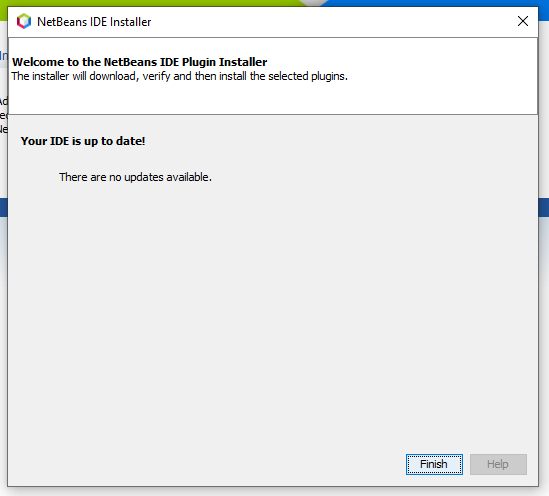 NetBeans IDE Installer
Welcome to the NetBeans IDE Plugin Installer
The installer will download, verify and then install the selected plugins.
Your IDE is up to date!
There are no updates available.
Finish
Help